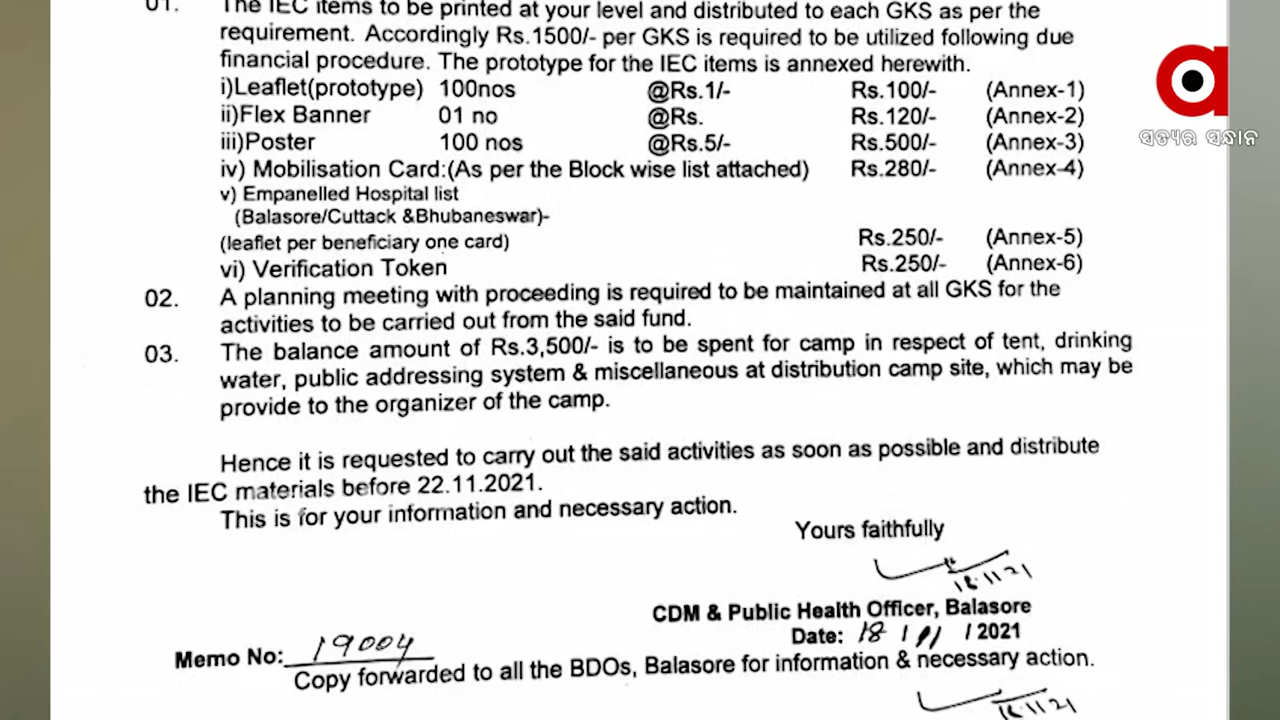 01. The IEC items to be printed at your level and distributed to each GKS as per the
requirement. Accordingly Rs.1500/- per GKS is required to be utilized following due
financial procedure. The prototype for the IEC items is annexed herewith.
i)Leaflet(prototype) 100nos @Rs.1/- Rs.100/- (Annex-1)
ii)Flex Banner 01 no @Rs. Rs.120/- (Annex-2)
iii)Poster 100 nos @Rs.5/- Rs.500/- (Annex-3)
iv) Mobilisation Card:(As per the Block wise list attached) Rs.280/- (Annex-4)
v) Empanelled Hospital list
(Balasore/Cuttack &Bhubaneswar)-
(leaflet per beneficiary one card) Rs.250/- (Annex-5)
vi) Verification Token Rs.250/- (Annex-6)
02. A planning meeting with proceeding is required to be maintained at all GKS for the
activities to be carried out from the said fund.
03. The balance amount of Rs.3,500/- is to be spent for camp in respect of tent, drinking
water, public addressing system & miscellaneous at distribution camp site, which may be
provide to the organizer of the camp.
Hence it is requested to carry out the said activities as soon as possible and distribute
the IEC materials before 22.11.2021.
This is for your information and necessary action.
Yours faithfully
18.11.21
CDM & Public Health Officer, Balasore
Date: 18 / 11 / 2021
Memo No: 19004
Copy forwarded to all the BDOs, Balasore for information & necessary action.
18.11.21
a
ସତ୍ୟର ସନ୍ଧାନ